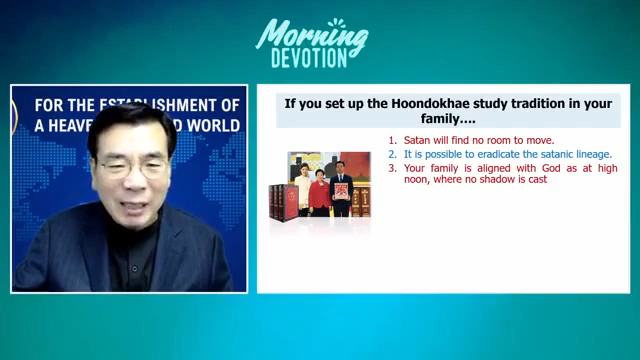 Morning
DEVOTION
FOR THE ESTABLISHMENT OF
A HEAVE D WORLD
If you set up the Hoondokhae study tradition in your
family....
1. Satan will find no room to move.
2. It is possible to eradicate the satanic lineage.
3. Your family is aligned with God as at high
noon, where no shadow is cast